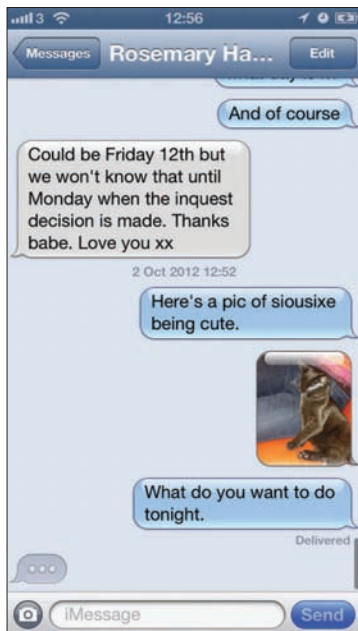 3 12:56
Messages Rosemary Ha... Edit
And of course
Could be Friday 12th but
we won't know that until
Monday when the inquest
decision is made. Thanks
babe. Love you xx
2 Oct 2012 12:52
Here's a pic of siousixe
being cute.
What do you want to do
tonight.
Delivered
iMessage Send